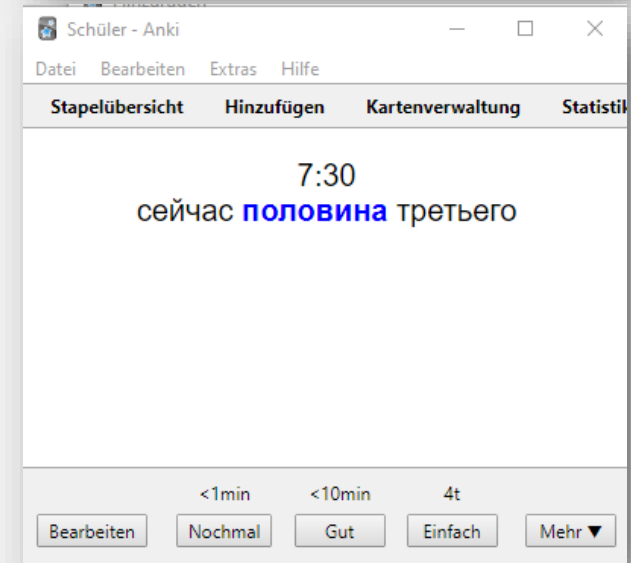 Schüler - Anki
Datei Bearbeiten Extras Hilfe
Stapelübersicht Hinzufügen Kartenverwaltung Statistik
7:30
сейчас половина третьего
<1min <10min 4t
Bearbeiten Nochmal Gut Einfach Mehr ▼